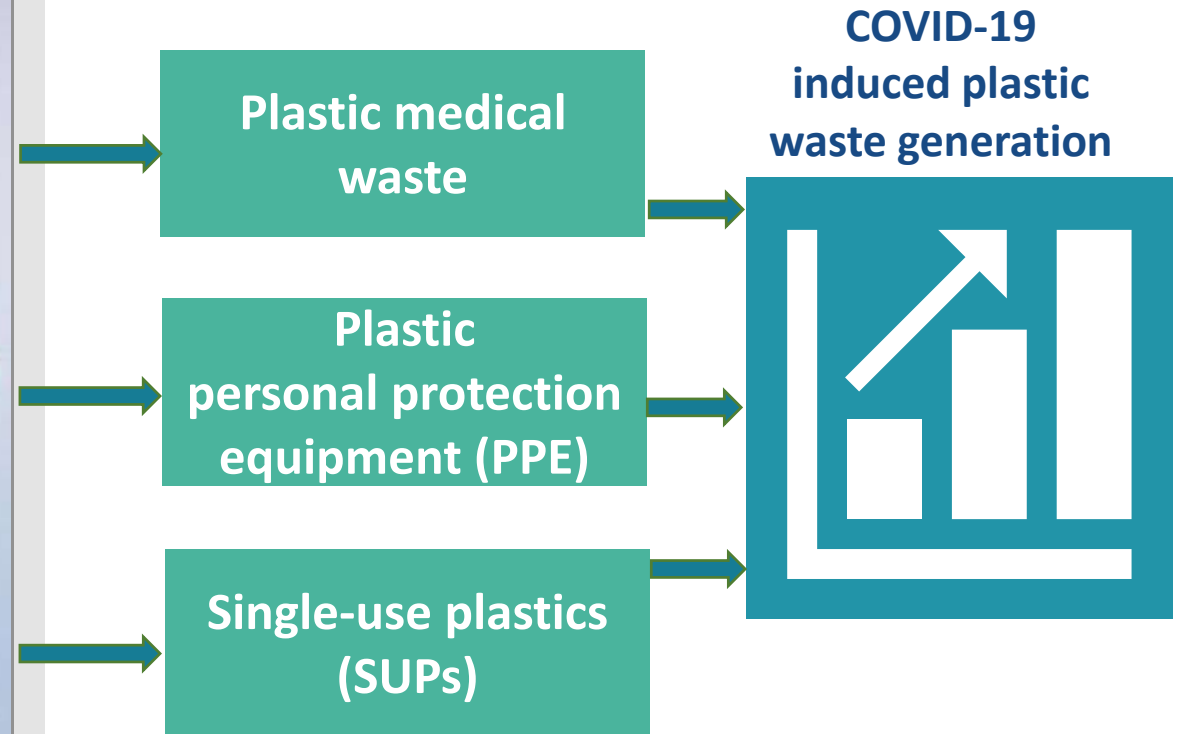 COVID-19
induced plastic
waste generation
Plastic medical
waste
Plastic
personal protection
equipment (PPE)
Single-use plastics
(SUPs)